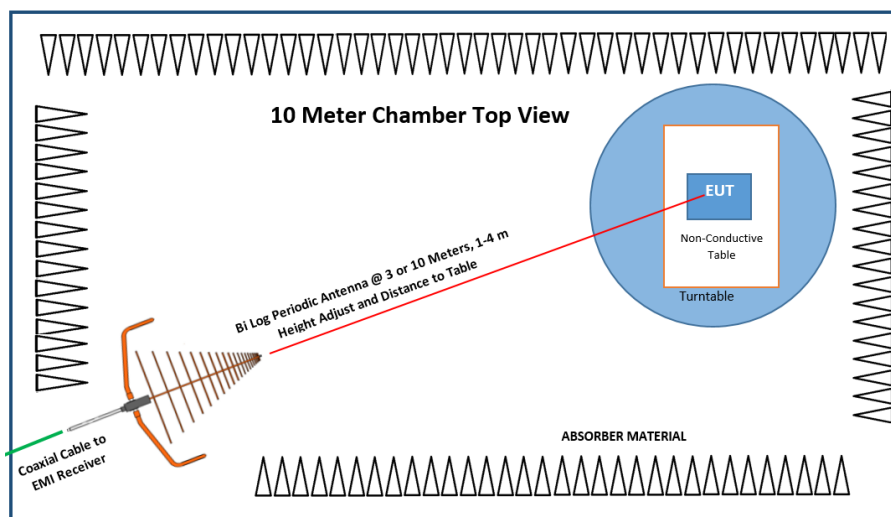 10 Meter Chamber Top View
EUT
Non-Conductive
Table
Turntable
Bi Log Periodic Antenna @ 3 or 10 Meters, 1-4 m
Height Adjust and Distance to Table
Coaxial Cable to
EMI Receiver
ABSORBER MATERIAL